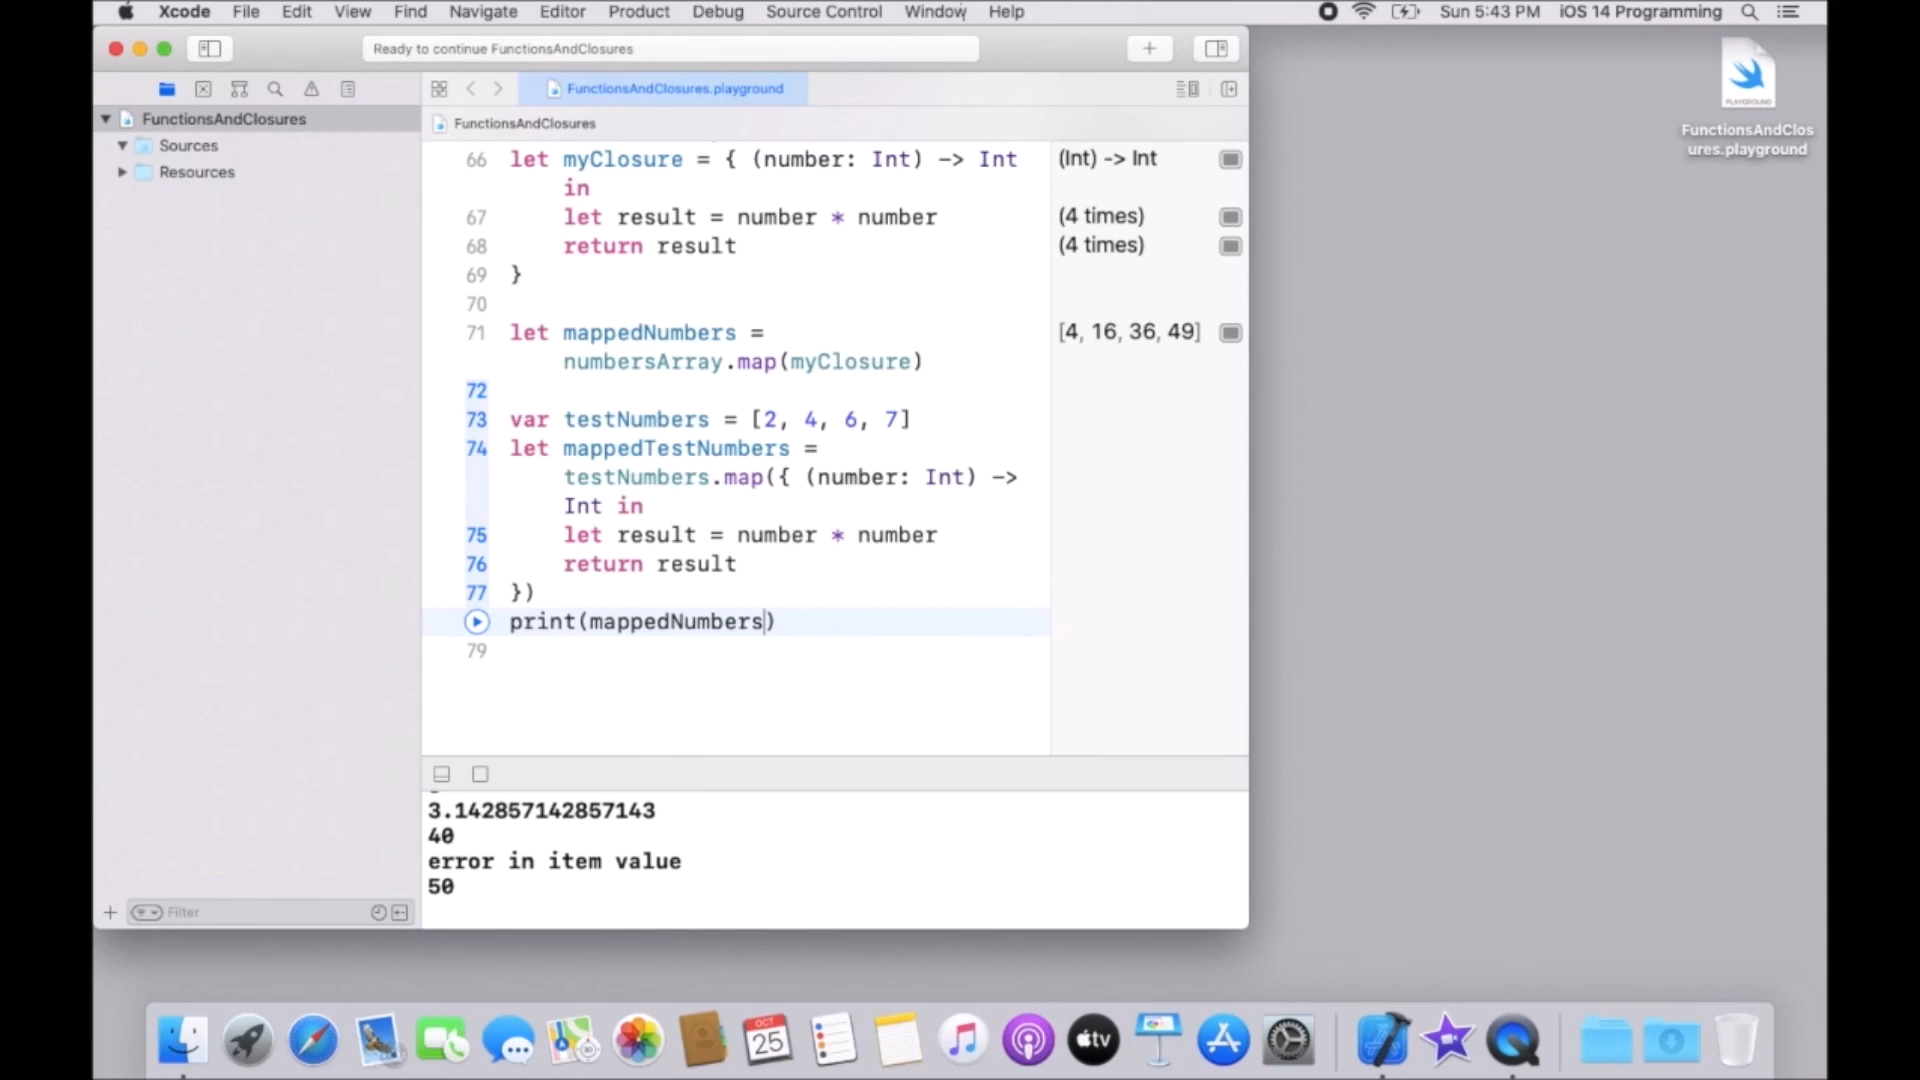 Xcode File Edit View Find Navigate Editor Product Debug Source Control Window Help Sun 5:43 PM iOS 14 Programming
Ready to continue FunctionsAndClosures
FunctionsAndClosures.playground
FunctionsAndClosures
Sources
Resources
FunctionsAndClosures
66 let myClosure = { (number: Int) -> Int (Int) -> Int
in
67 let result = number * number (4 times)
68 return result (4 times)
69 }
70
71 let mappedNumbers = [4, 16, 36, 49]
numbersArray.map(myClosure)
72
73 var testNumbers = [2, 4, 6, 7]
74 let mappedTestNumbers =
testNumbers.map({ (number: Int) ->
Int in
75 let result = number * number
76 return result
77 })
print(mappedNumbers)
79
3.142857142857143
40
error in item value
50
Filter
PLAYGROUND
FunctionsAndClos
ures.playground
OCT
25
tv